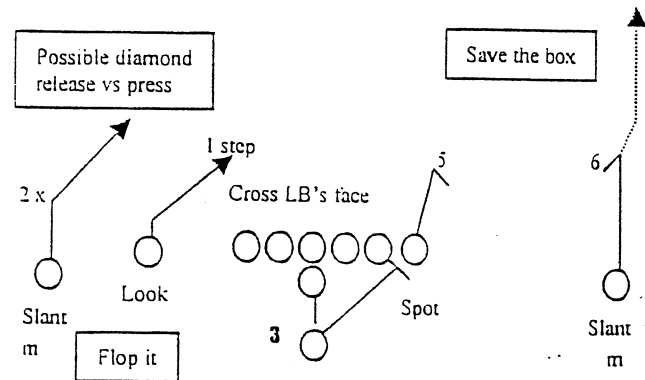 Possible diamond
release vs press
Save the box
1 step
5
2 x
6
Cross LB's face
Look
Spot
Slant
m
3
Slant
m
Flop it